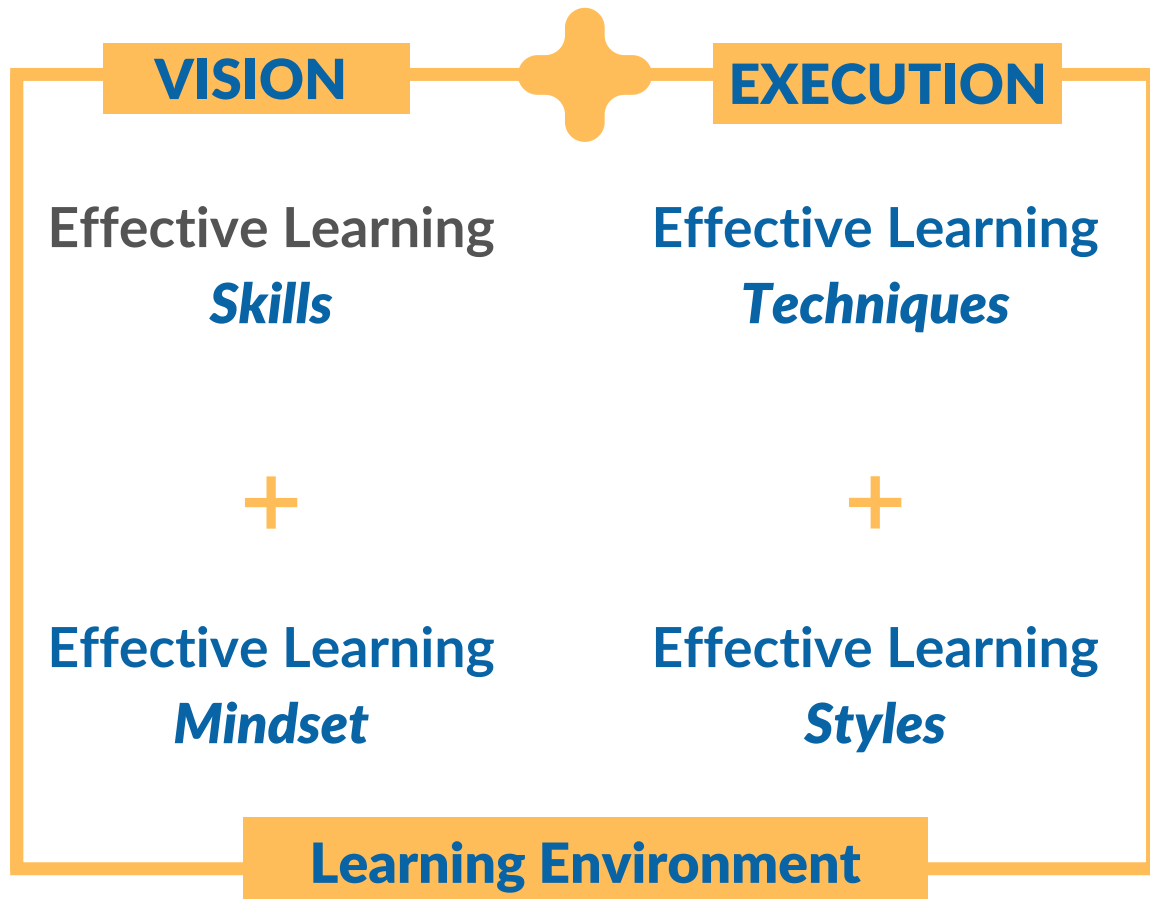 VISION
Effective Learning
Skills
+
Effective Learning
Mindset
EXECUTION
Effective Learning
Techniques
+
Effective Learning
Styles
Learning Environment